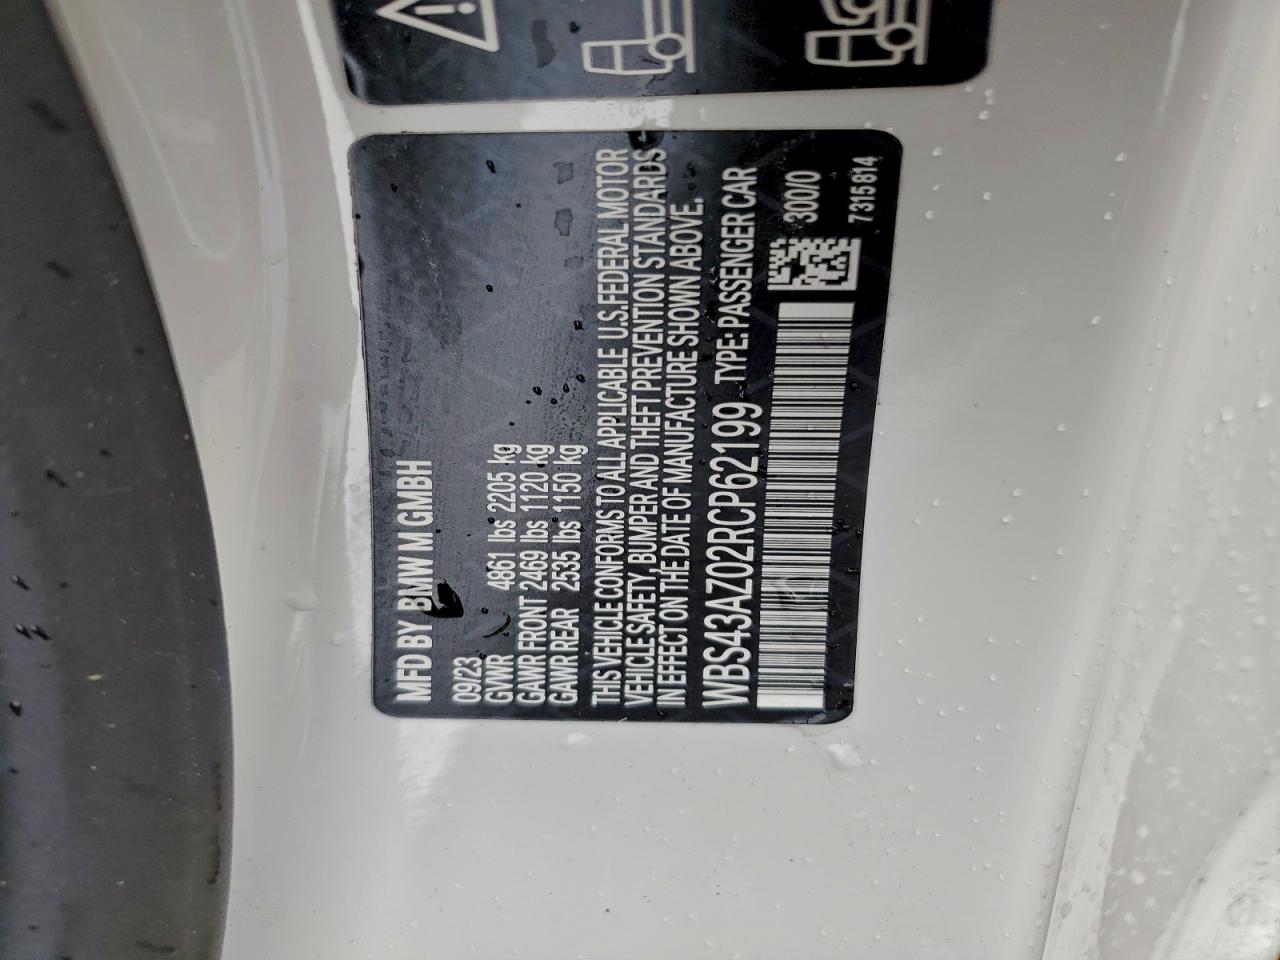 MFD BY BMW M GMBH
09/23
GVWR 4861 lbs 2205 kg
GAWR FRONT 2469 lbs 1120 kg
GAWR REAR 2535 lbs 1150 kg
THIS VEHICLE CONFORMS TO ALL APPLICABLE U.S.FEDERAL MOTOR
VEHICLE SAFETY, BUMPER AND THEFT PREVENTION STANDARDS
IN EFFECT ON THE DATE OF MANUFACTURE SHOWN ABOVE.
WBS43AZ02RCP62199 TYPE: PASSENGER CAR
300/0
7315814